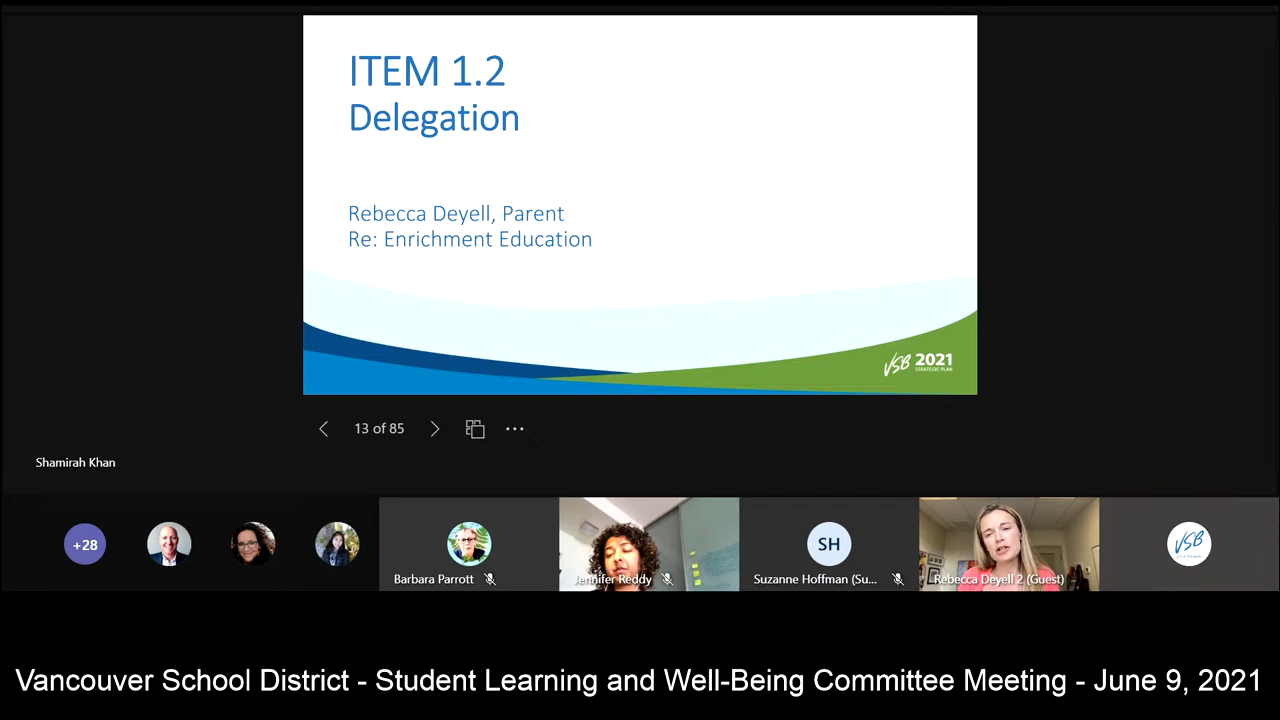 ITEM 1.2
Delegation
Rebecca Deyell, Parent
Re: Enrichment Education
VSB 2021
STRATEGIC PLAN
13 of 85
Shamirah Khan
+28
Barbara Parrott
Jennifer Reddy
SH
Suzanne Hoffman (Su...
Rebecca Deyell 2 (Guest)
VSB
Vancouver School District - Student Learning and Well-Being Committee Meeting - June 9, 2021